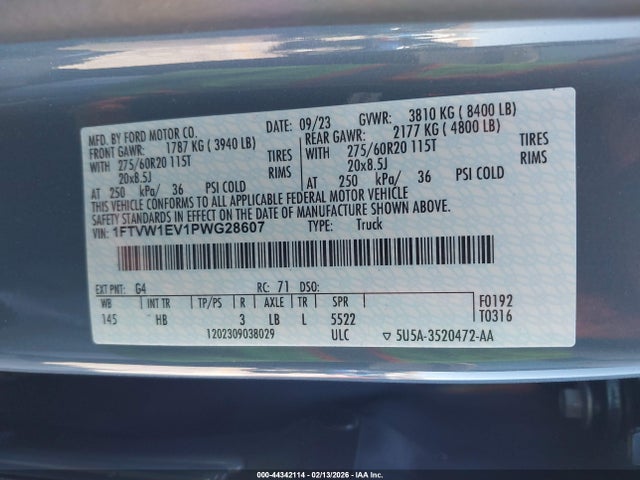 DATE: 09/23 GVWR: 3810 KG ( 8400 LB)
MFD. BY FORD MOTOR CO.
FRONT GAWR: 1787 KG ( 3940 LB) REAR GAWR: 2177 KG ( 4800 LB)
WITH 275/60R20 115T TIRES WITH 275/60R20 115T TIRES
20x8.5J RIMS 20x8.5J RIMS
AT 250 kPa/ 36 PSI COLD AT 250 kPa/ 36 PSI COLD
THIS VEHICLE CONFORMS TO ALL APPLICABLE FEDERAL MOTOR VEHICLE
SAFETY STANDARDS IN EFFECT ON THE DATE OF MANUFACTURE SHOWN ABOVE.
VIN: 1FTVW1EV1PWG28607 TYPE: Truck
EXT PNT: G4 RC: 71 DSO:
WB INT TR TP/PS R AXLE TR SPR F0192
145 HB 3 LB L 5522 T0316
1202309038029 ULC ▽ 5U5A-3520472-AA
000-44342114 - 02/13/2026 - IAA Inc.